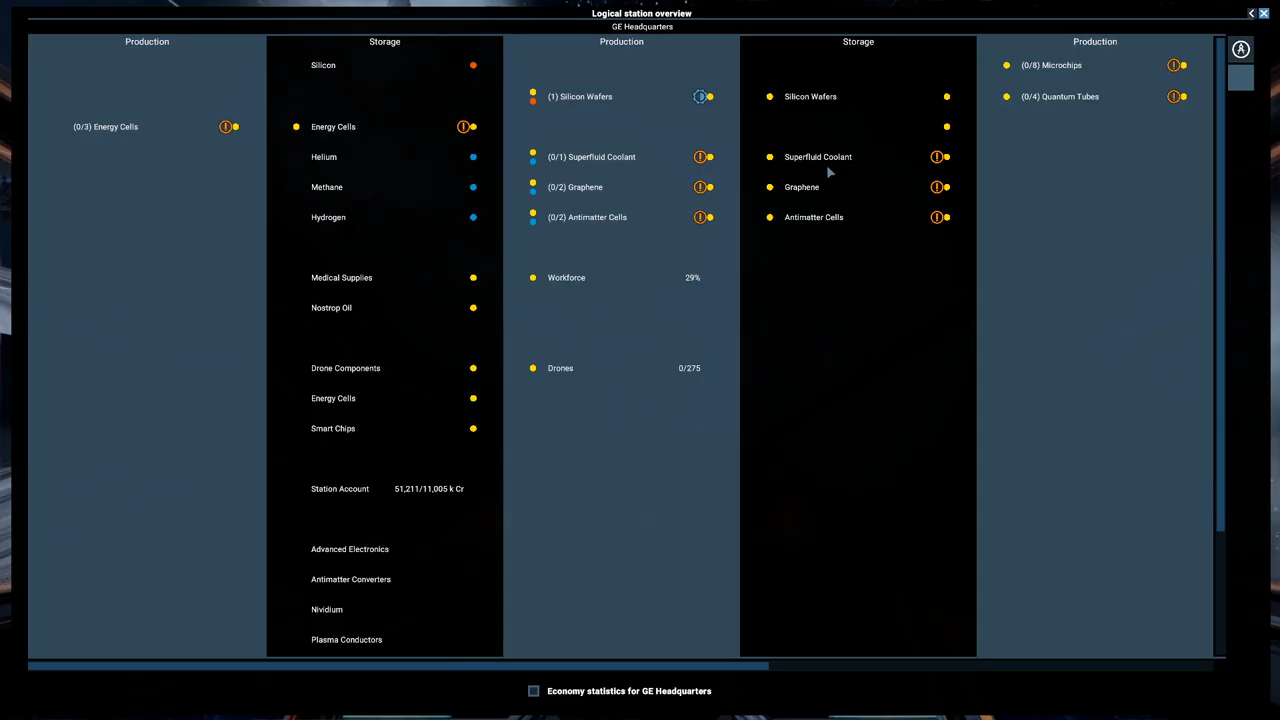 Logical station overview
GE Headquarters
Production
Storage
Production
Storage
Production
(0/3) Energy Cells
Silicon
Energy Cells
Helium
Methane
Hydrogen
Medical Supplies
Nostrop Oil
Drone Components
Energy Cells
Smart Chips
Station Account 51,211/11,005 k Cr
Advanced Electronics
Antimatter Converters
Nividium
Plasma Conductors
(1) Silicon Wafers
(0/1) Superfluid Coolant
(0/2) Graphene
(0/2) Antimatter Cells
Workforce 29%
Drones 0/275
Silicon Wafers
Superfluid Coolant
Graphene
Antimatter Cells
(0/8) Microchips
(0/4) Quantum Tubes
Economy statistics for GE Headquarters